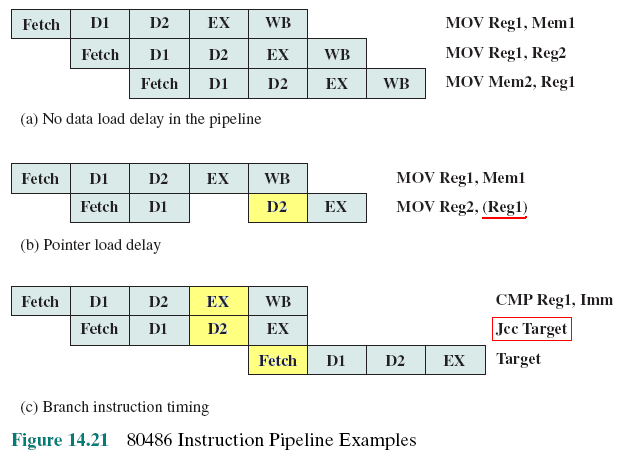 Fetch D1 D2 EX WB MOV Reg1, Mem1
Fetch D1 D2 EX WB MOV Reg1, Reg2
Fetch D1 D2 EX WB MOV Mem2, Reg1
(a) No data load delay in the pipeline
Fetch D1 D2 EX WB MOV Reg1, Mem1
Fetch D1 D2 EX MOV Reg2, (Reg1)
(b) Pointer load delay
Fetch D1 D2 EX WB CMP Reg1, Imm
Fetch D1 D2 EX Jcc Target
Fetch D1 D2 EX Target
(c) Branch instruction timing
Figure 14.21 80486 Instruction Pipeline Examples